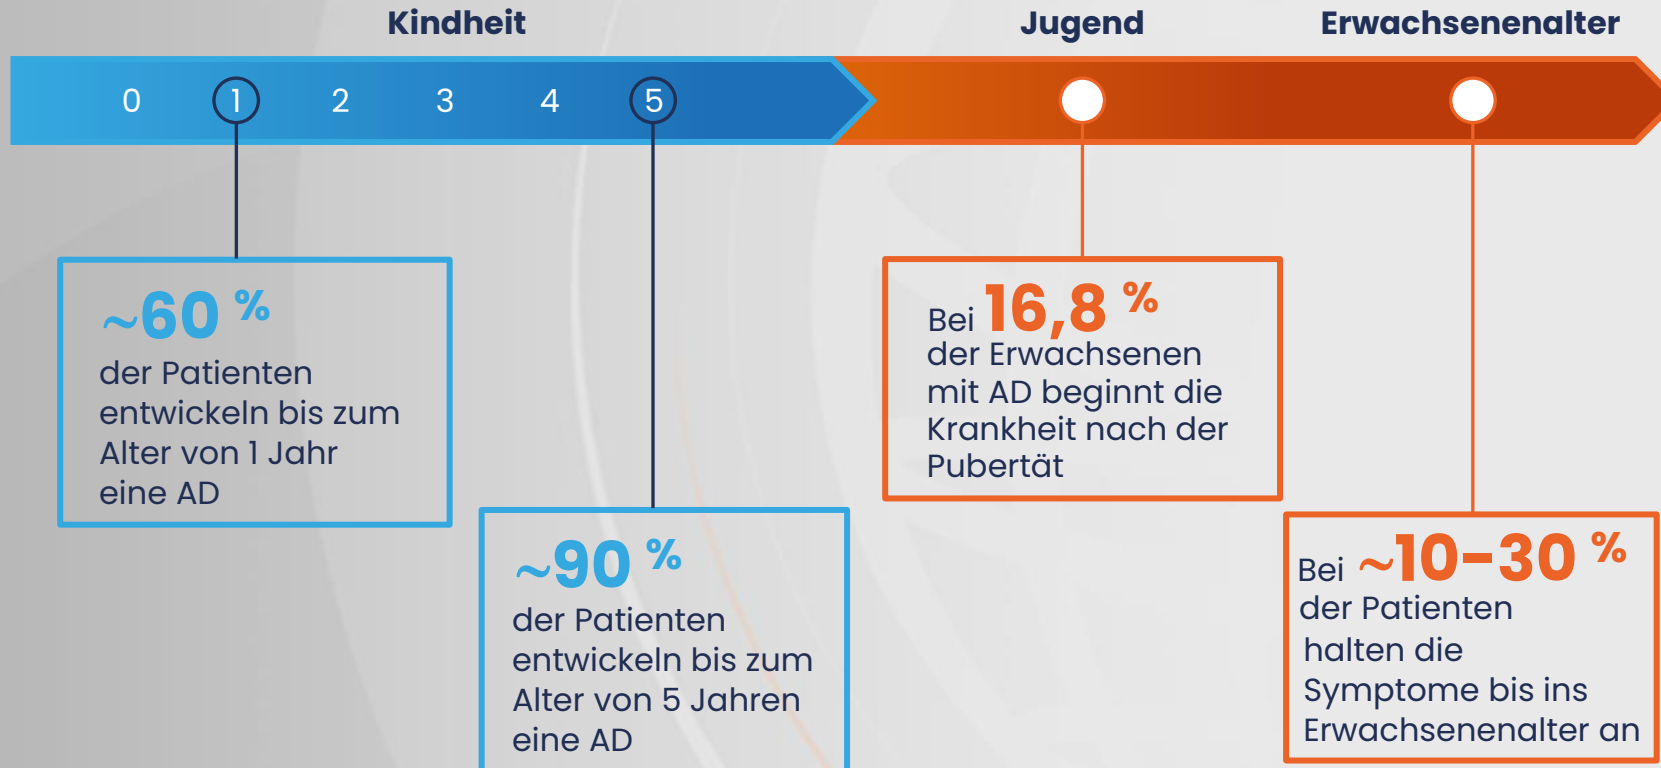 Kindheit
Jugend
Erwachsenenalter
0 1 2 3 4 5
~60 %
der Patienten
entwickeln bis zum
Alter von 1 Jahr
eine AD
~90 %
der Patienten
entwickeln bis zum
Alter von 5 Jahren
eine AD
Bei 16,8 %
der Erwachsenen
mit AD beginnt die
Krankheit nach der
Pubertät
Bei ~10-30 %
der Patienten
halten die
Symptome bis ins
Erwachsenenalter an